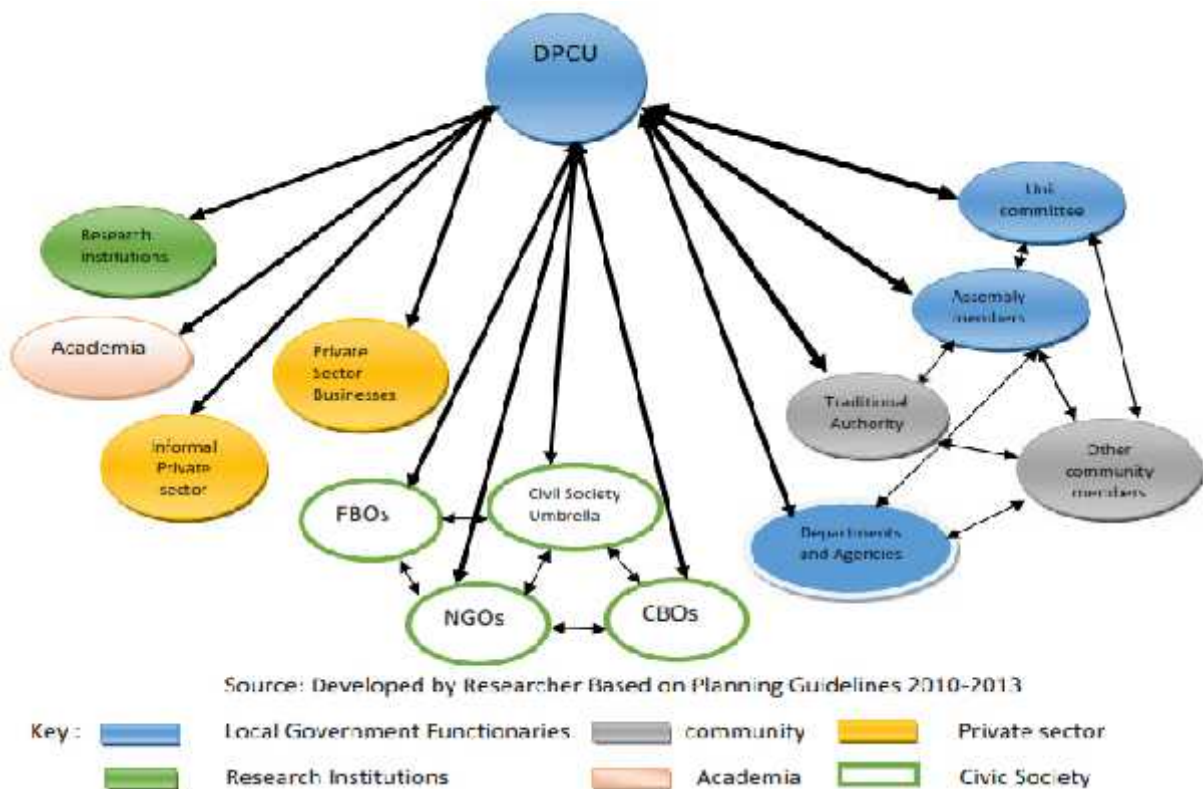 DPCU
Unit
committee
Research
Institutions
Assembly
members
Academia
Private
Sector
Businesses
Traditional
Authority
Informal
Private
sector
Other
community
members
FBOs
Civil Society
Umbrella
Departments
and Agencies
NGOs
CBOs
Source: Developed by Researcher Based on Planning Guidelines 2010-2013
Key : Local Government Functionaries community Private sector
Research Institutions Academia Civic Society